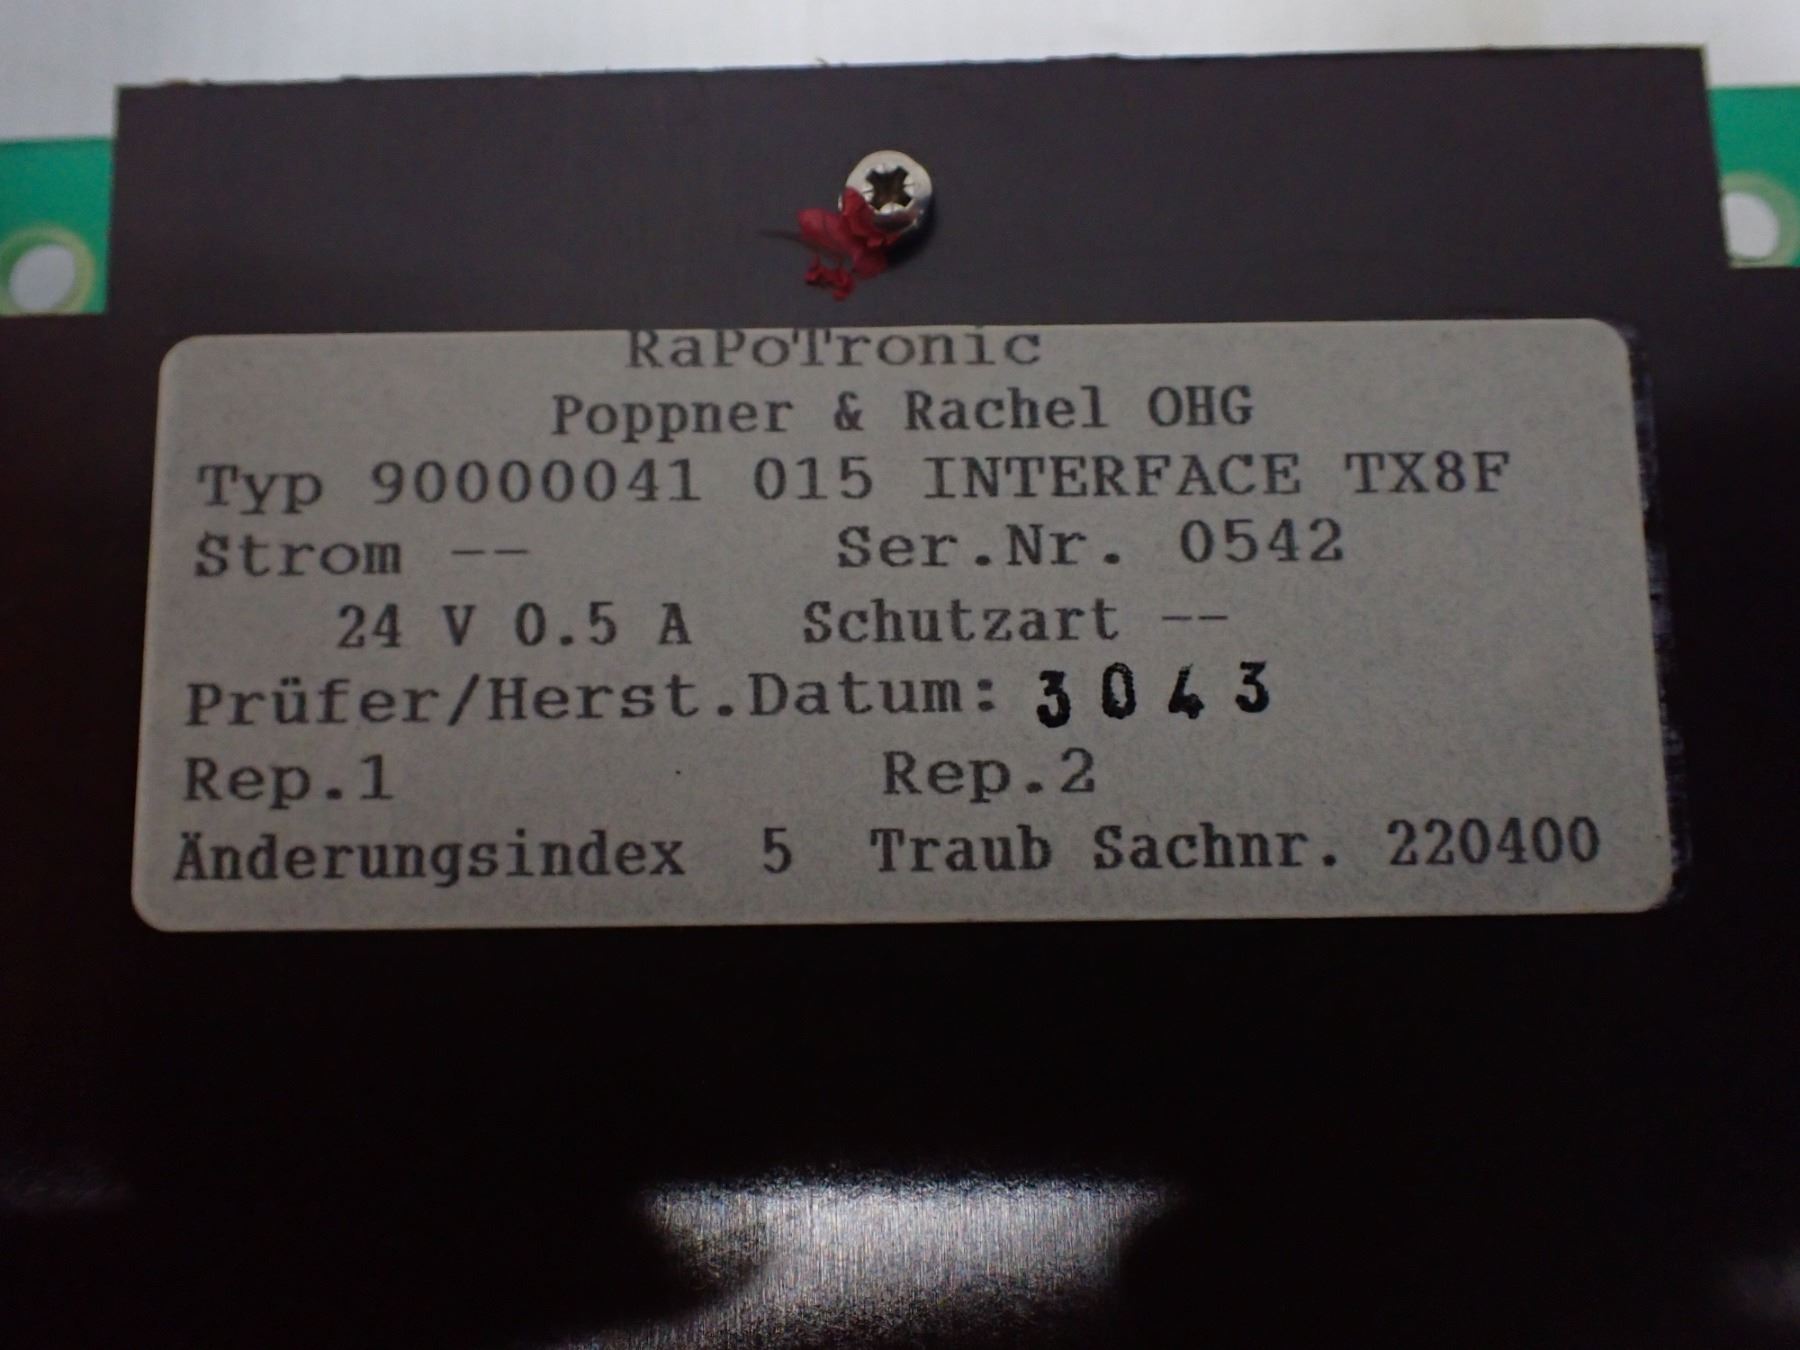 RaPoTronic
Poppner & Rachel OHG
Typ 90000041 015 INTERFACE TX8F
Strom -- Ser.Nr. 0542
24 V 0.5 A Schutzart --
Prüfer/Herst.Datum: 3043
Rep.1 Rep.2
Änderungsindex 5 Traub Sachnr. 220400